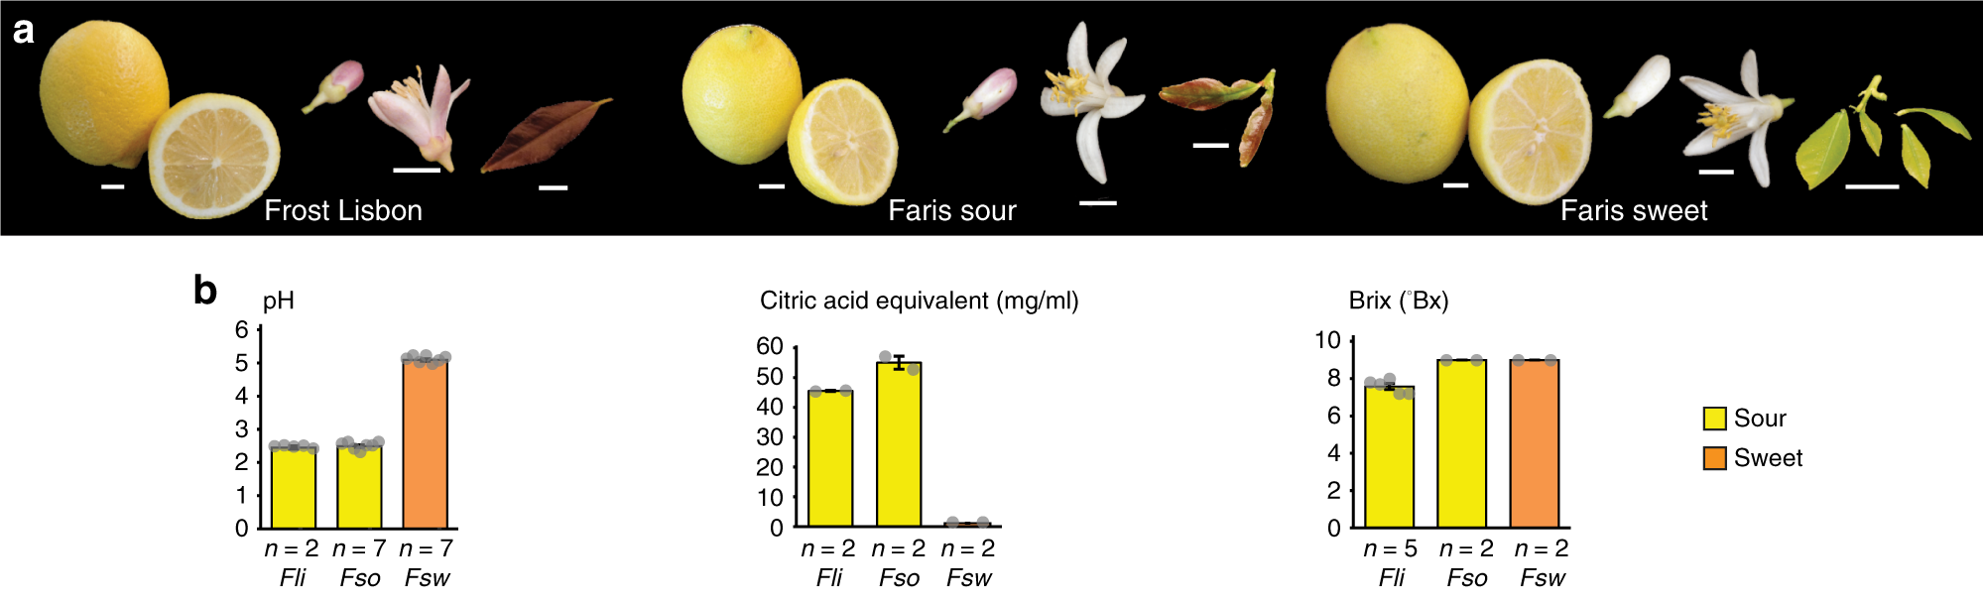 a
Frost Lisbon
Faris sour
Faris sweet
b
pH
6
5
4
3
2
1
0
n = 2 n = 7 n = 7
Fli Fso Fsw
Citric acid equivalent (mg/ml)
60
50
40
30
20
10
0
n = 2 n = 2 n = 2
Fli Fso Fsw
Brix (°Bx)
10
8
6
4
2
0
n = 5 n = 2 n = 2
Fli Fso Fsw
Sour
Sweet